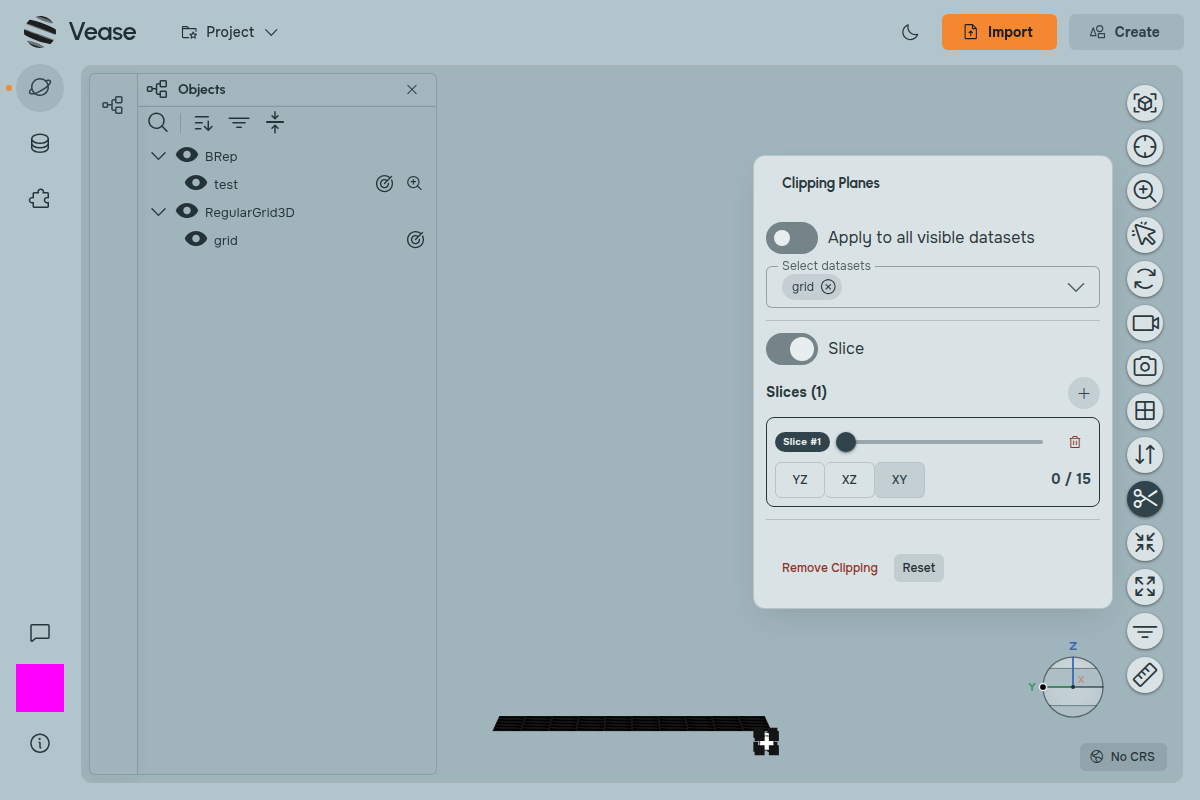 Vease
Project
Import
Create
Objects
BRep
test
RegularGrid3D
grid
Clipping Planes
Apply to all visible datasets
Select datasets
grid
Slice
Slices (1)
Slice #1
YZ
XZ
XY
0 / 15
Remove Clipping
Reset
Z
Y
X
No CRS